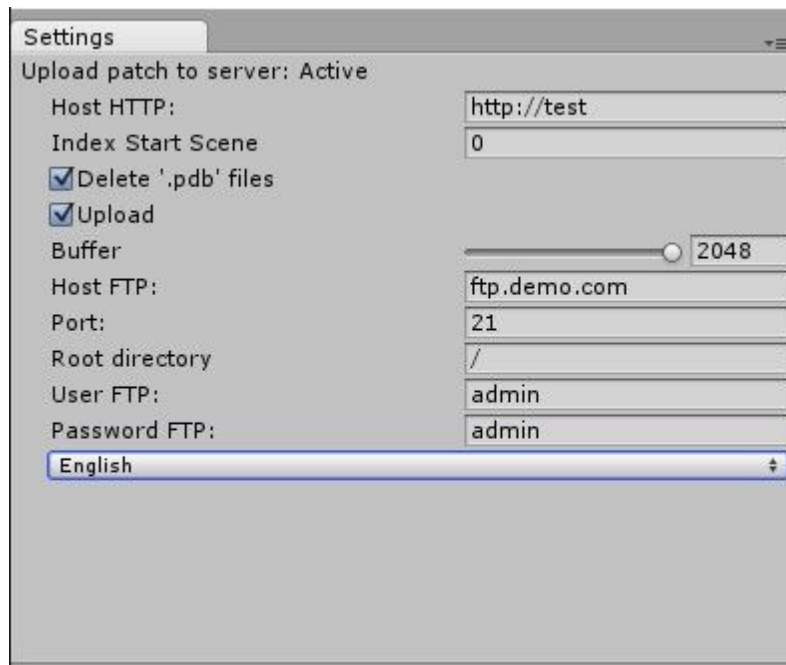 Settings
Upload patch to server: Active
Host HTTP: http://test
Index Start Scene 0
Delete '.pdb' files
Upload
Buffer 2048
Host FTP: ftp.demo.com
Port: 21
Root directory /
User FTP: admin
Password FTP: admin
English